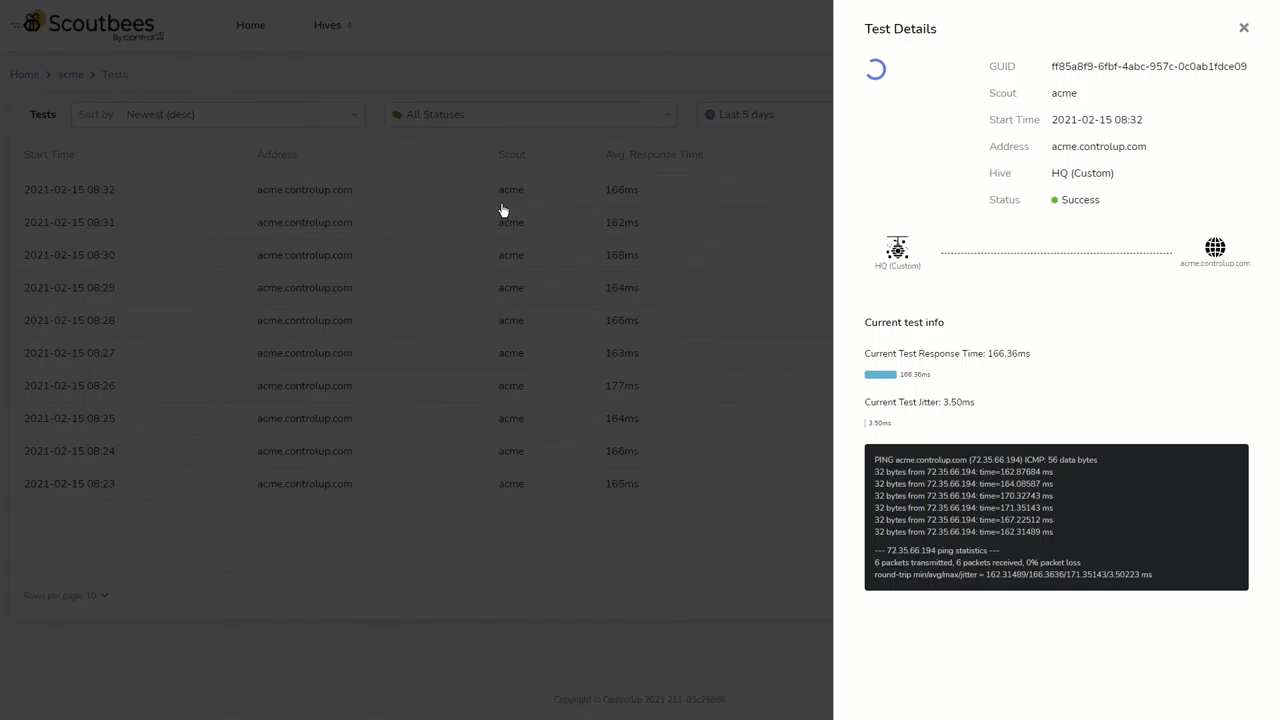 Scoutbees
By controlup
Home
Hives 4
Home > acme > Tests
Tests
Sort by Newest (desc)
All Statuses
Last 5 days
Start Time Address Scout Avg. Response Time
2021-02-15 08:32 acme.controlup.com acme 166ms
2021-02-15 08:31 acme.controlup.com acme 162ms
2021-02-15 08:30 acme.controlup.com acme 168ms
2021-02-15 08:29 acme.controlup.com acme 164ms
2021-02-15 08:28 acme.controlup.com acme 166ms
2021-02-15 08:27 acme.controlup.com acme 163ms
2021-02-15 08:26 acme.controlup.com acme 177ms
2021-02-15 08:25 acme.controlup.com acme 164ms
2021-02-15 08:24 acme.controlup.com acme 166ms
2021-02-15 08:23 acme.controlup.com acme 165ms
Rows per page: 10
Copyright © ControlUp 2021 211-03c25886
Test Details
GUID ff85a8f9-6fbf-4abc-957c-0c0ab1fdce09
Scout acme
Start Time 2021-02-15 08:32
Address acme.controlup.com
Hive HQ (Custom)
Status Success
HQ (Custom)
acme.controlup.com
Current test info
Current Test Response Time: 166.36ms
166.36ms
Current Test Jitter: 3.50ms
3.50ms
PING acme.controlup.com (72.35.66.194) ICMP: 56 data bytes
32 bytes from 72.35.66.194: time=162.87684 ms
32 bytes from 72.35.66.194: time=164.08587 ms
32 bytes from 72.35.66.194: time=170.32743 ms
32 bytes from 72.35.66.194: time=171.35143 ms
32 bytes from 72.35.66.194: time=167.22512 ms
32 bytes from 72.35.66.194: time=162.31489 ms
--- 72.35.66.194 ping statistics ---
6 packets transmitted, 6 packets received, 0% packet loss
round-trip min/avg/max/jitter = 162.31489/166.3636/171.35143/3.50223 ms